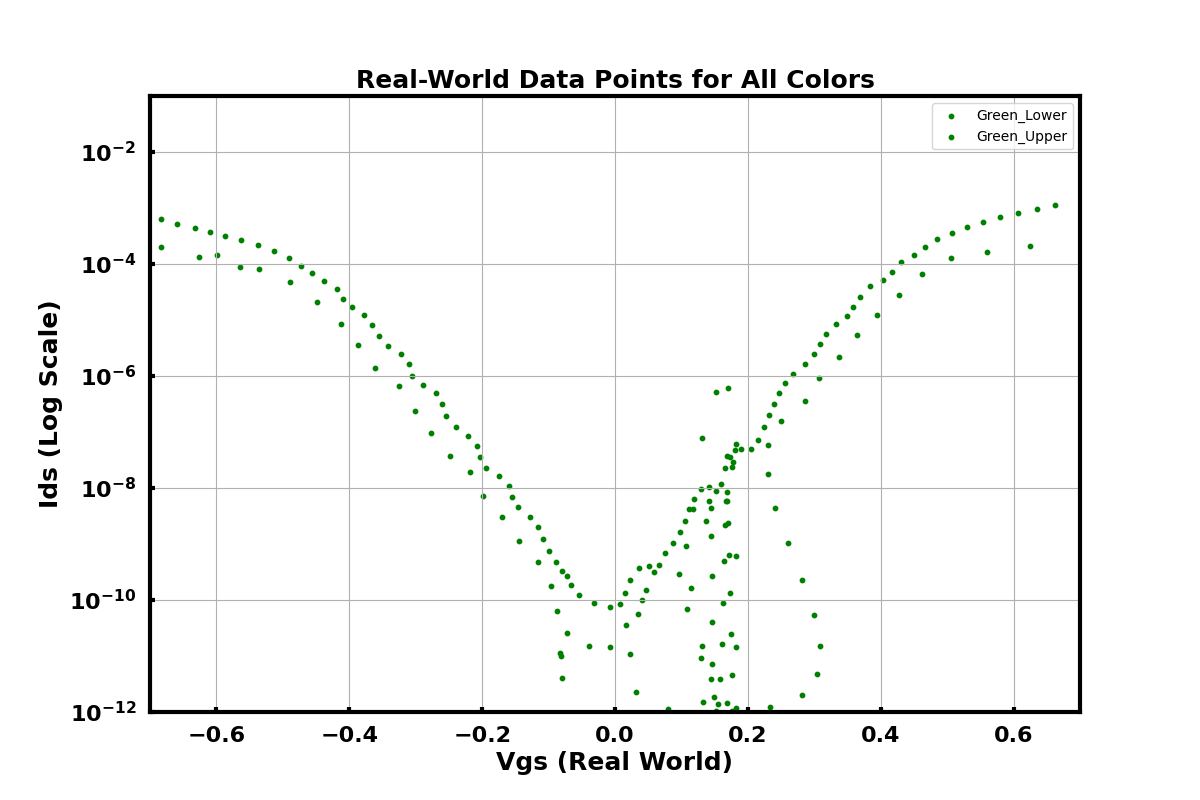 Real-World Data Points for All Colors
Green_Lower
Green_Upper
Ids (Log Scale)
10⁻²
10⁻⁴
10⁻⁶
10⁻⁸
10⁻¹⁰
10⁻¹²
−0.6 −0.4 −0.2 0.0 0.2 0.4 0.6
Vgs (Real World)